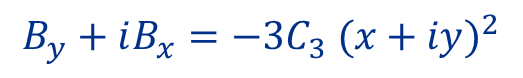 B_y + iB_x = −3C_3 (x + iy)^2